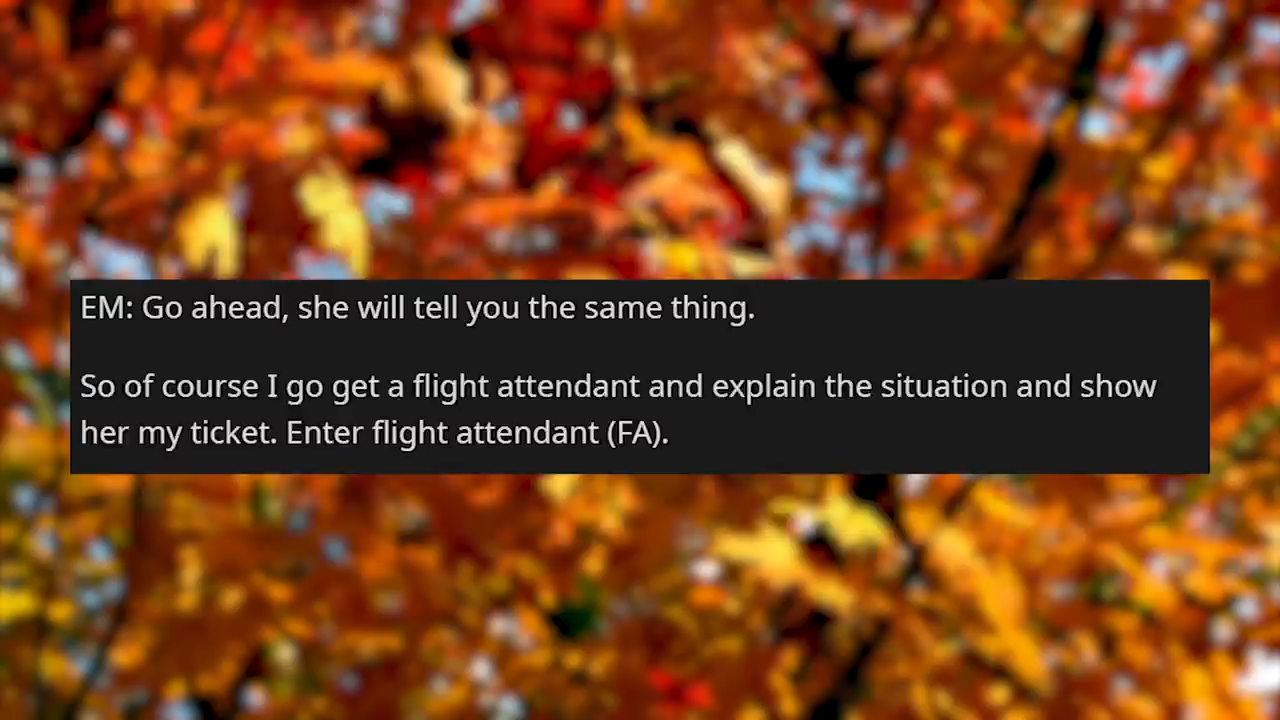 EM: Go ahead, she will tell you the same thing.
So of course I go get a flight attendant and explain the situation and show
her my ticket. Enter flight attendant (FA).